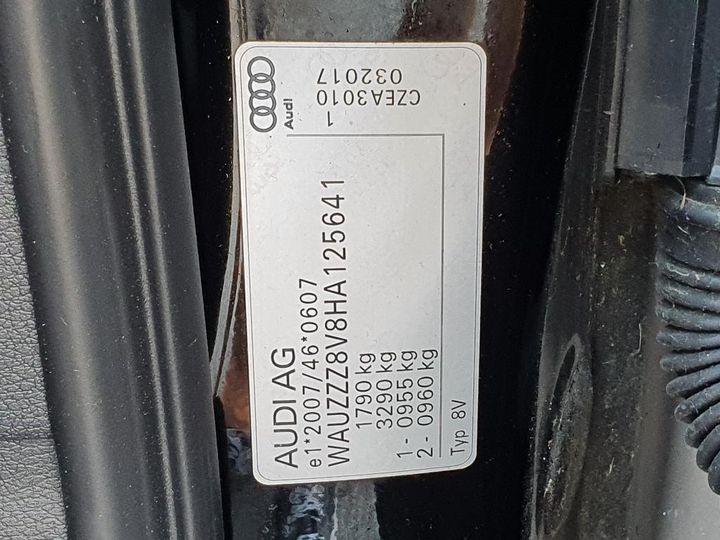 AUDI AG
e1*2007/46*0607
WAUZZZ8V8HA125641
1790 kg
3290 kg
1 - 0955 kg
2 - 0960 kg
Typ 8V
Audi
1
CZEA3010
032017